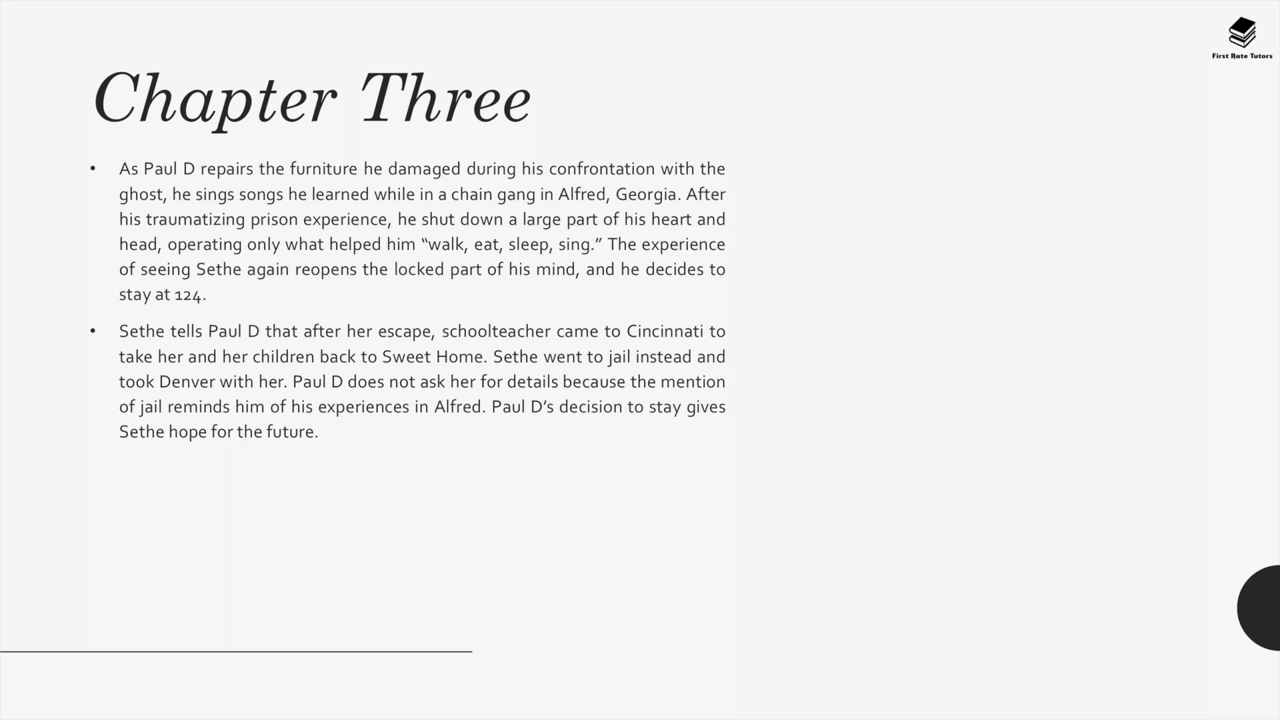 First Rate Tutors
Chapter Three
• As Paul D repairs the furniture he damaged during his confrontation with the
ghost, he sings songs he learned while in a chain gang in Alfred, Georgia. After
his traumatizing prison experience, he shut down a large part of his heart and
head, operating only what helped him “walk, eat, sleep, sing.” The experience
of seeing Sethe again reopens the locked part of his mind, and he decides to
stay at 124.
• Sethe tells Paul D that after her escape, schoolteacher came to Cincinnati to
take her and her children back to Sweet Home. Sethe went to jail instead and
took Denver with her. Paul D does not ask her for details because the mention
of jail reminds him of his experiences in Alfred. Paul D’s decision to stay gives
Sethe hope for the future.